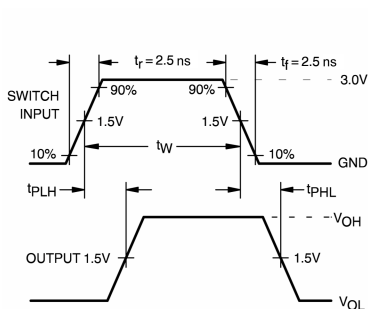 tr = 2.5 ns
tf = 2.5 ns
3.0V
SWITCH
INPUT
90%
90%
1.5V
1.5V
10%
tW
10%
GND
tPLH
tPHL
VOH
OUTPUT 1.5V
1.5V
VOL